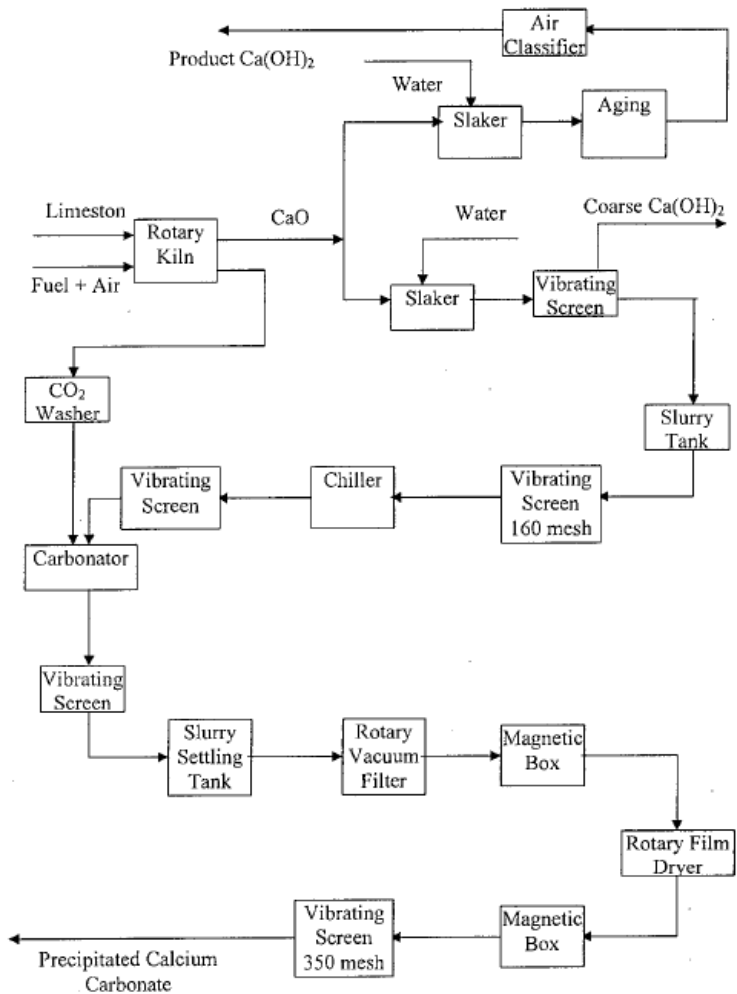 Air
Classifier
Product Ca(OH)₂
Water
Slaker
Aging
Limeston
CaO
Rotary
Kiln
Fuel + Air
Water
Coarse Ca(OH)₂
Slaker
Vibrating
Screen
CO₂
Washer
Slurry
Tank
Vibrating
Screen
Chiller
Vibrating
Screen
160 mesh
Carbonator
Vibrating
Screen
Slurry
Settling
Tank
Rotary
Vacuum
Filter
Magnetic
Box
Rotary Film
Dryer
Magnetic
Box
Vibrating
Screen
350 mesh
Precipitated Calcium
Carbonate